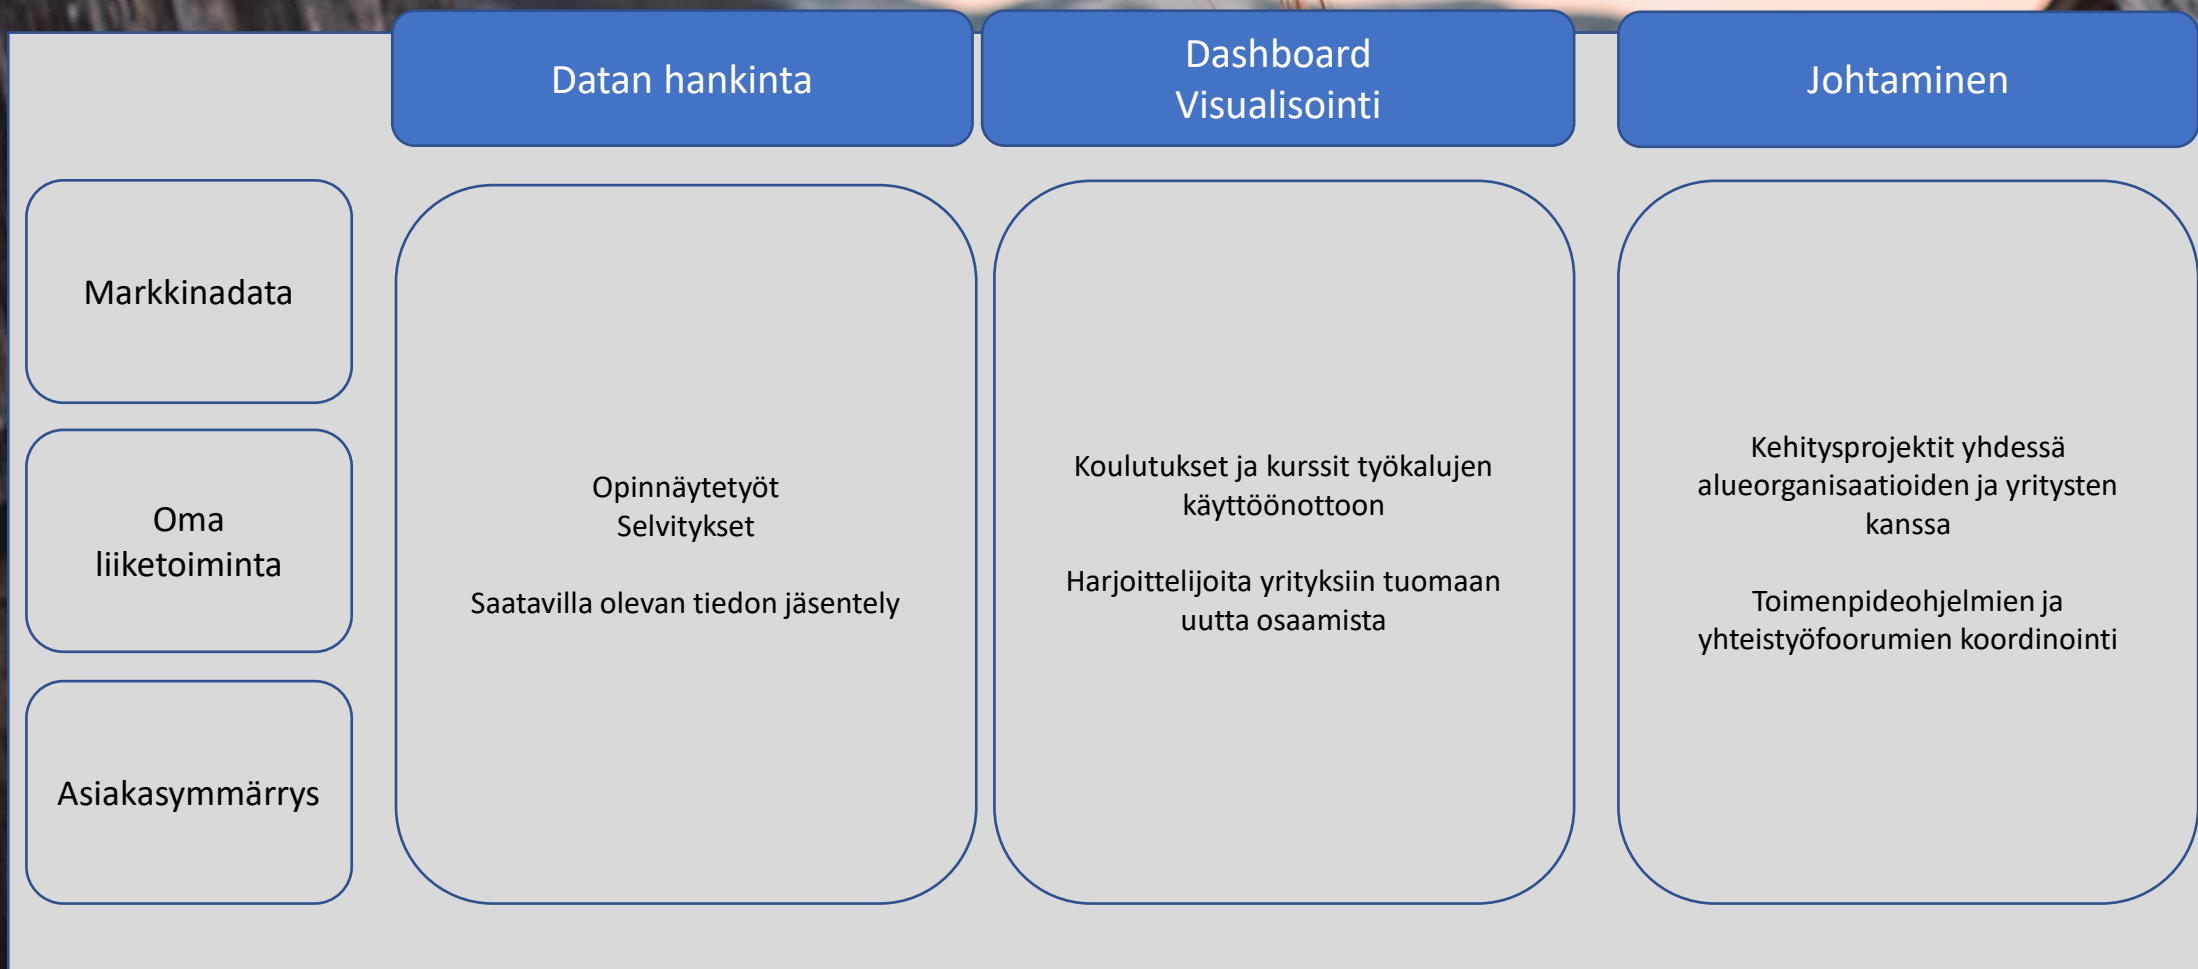 Datan hankinta
Dashboard
Visualisointi
Johtaminen
Markkinadata
Oma
liiketoiminta
Asiakasymmärrys
Opinnäytetyöt
Selvitykset
Saatavilla olevan tiedon jäsentely
Koulutukset ja kurssit työkalujen
käyttöönottoon
Harjoittelijoita yrityksiin tuomaan
uutta osaamista
Kehitysprojektit yhdessä
alueorganisaatioiden ja yritysten
kanssa
Toimenpideohjelmien ja
yhteistyöfoorumien koordinointi